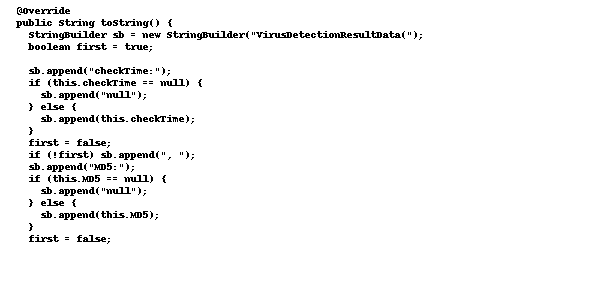 @Override
public String toString() {
StringBuilder sb = new StringBuilder("VirusDetectionResultData(");
boolean first = true;
sb.append("checkTime:");
if (this.checkTime == null) {
sb.append("null");
} else {
sb.append(this.checkTime);
}
first = false;
if (!first) sb.append(", ");
sb.append("MD5:");
if (this.MD5 == null) {
sb.append("null");
} else {
sb.append(this.MD5);
}
first = false;